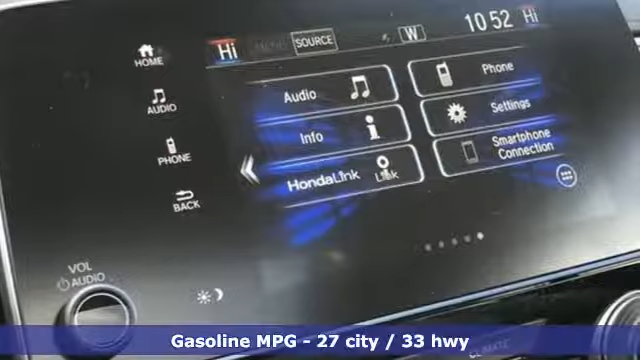 10 52 Hi
Hi SOURCE W
HOME
AUDIO
PHONE
BACK
Audio
Phone
Info
Settings
HondaLink Link
Smartphone
Connection
VOL
AUDIO
Gasoline MPG - 27 city / 33 hwy